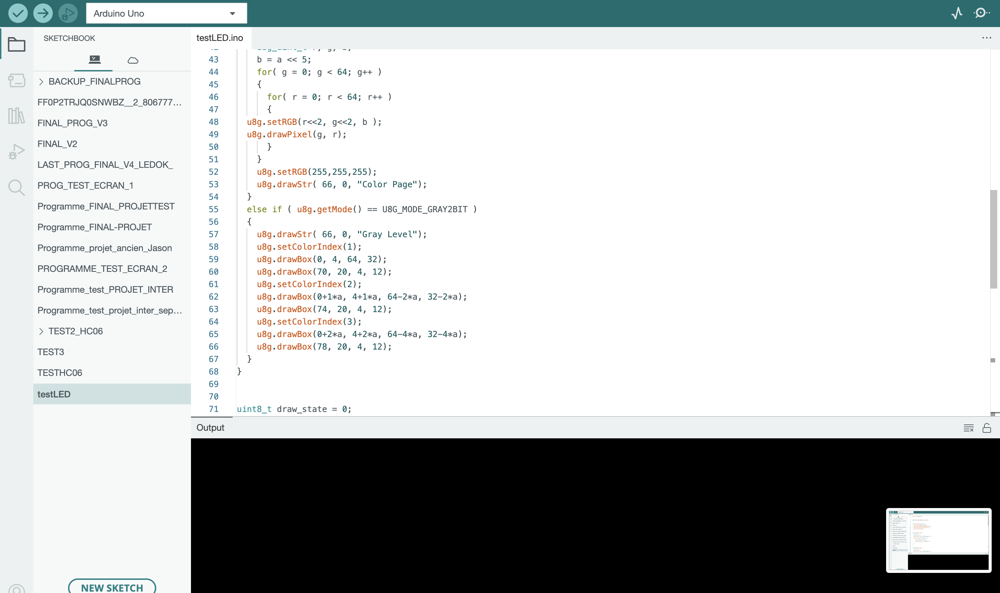 Arduino Uno
SKETCHBOOK
BACKUP_FINALPROG
FF0P2TRJQ0SNWBZ__2_806777...
FINAL_PROG_V3
FINAL_V2
LAST_PROG_FINAL_V4_LEDOK_
PROG_TEST_ECRAN_1
Programme_FINAL_PROJETTEST
Programme_FINAL-PROJET
Programme_projet_ancien_Jason
PROGRAMME_TEST_ECRAN_2
Programme_test_PROJET_INTER
Programme_test_projet_inter_sep...
TEST2_HC06
TEST3
TESTHC06
testLED
NEW SKETCH
testLED.ino
43 b = a << 5;
44 for( g = 0; g < 64; g++ )
45 {
46 for( r = 0; r < 64; r++ )
47 {
48 u8g.setRGB(r<<2, g<<2, b );
49 u8g.drawPixel(g, r);
50 }
51 }
52 u8g.setRGB(255,255,255);
53 u8g.drawStr( 66, 0, "Color Page");
54 }
55 else if ( u8g.getMode() == U8G_MODE_GRAY2BIT )
56 {
57 u8g.drawStr( 66, 0, "Gray Level");
58 u8g.setColorIndex(1);
59 u8g.drawBox(0, 4, 64, 32);
60 u8g.drawBox(70, 20, 4, 12);
61 u8g.setColorIndex(2);
62 u8g.drawBox(0+1*a, 4+1*a, 64-2*a, 32-2*a);
63 u8g.drawBox(74, 20, 4, 12);
64 u8g.setColorIndex(3);
65 u8g.drawBox(0+2*a, 4+2*a, 64-4*a, 32-4*a);
66 u8g.drawBox(78, 20, 4, 12);
67 }
68 }
69
70
71 uint8_t draw_state = 0;
Output